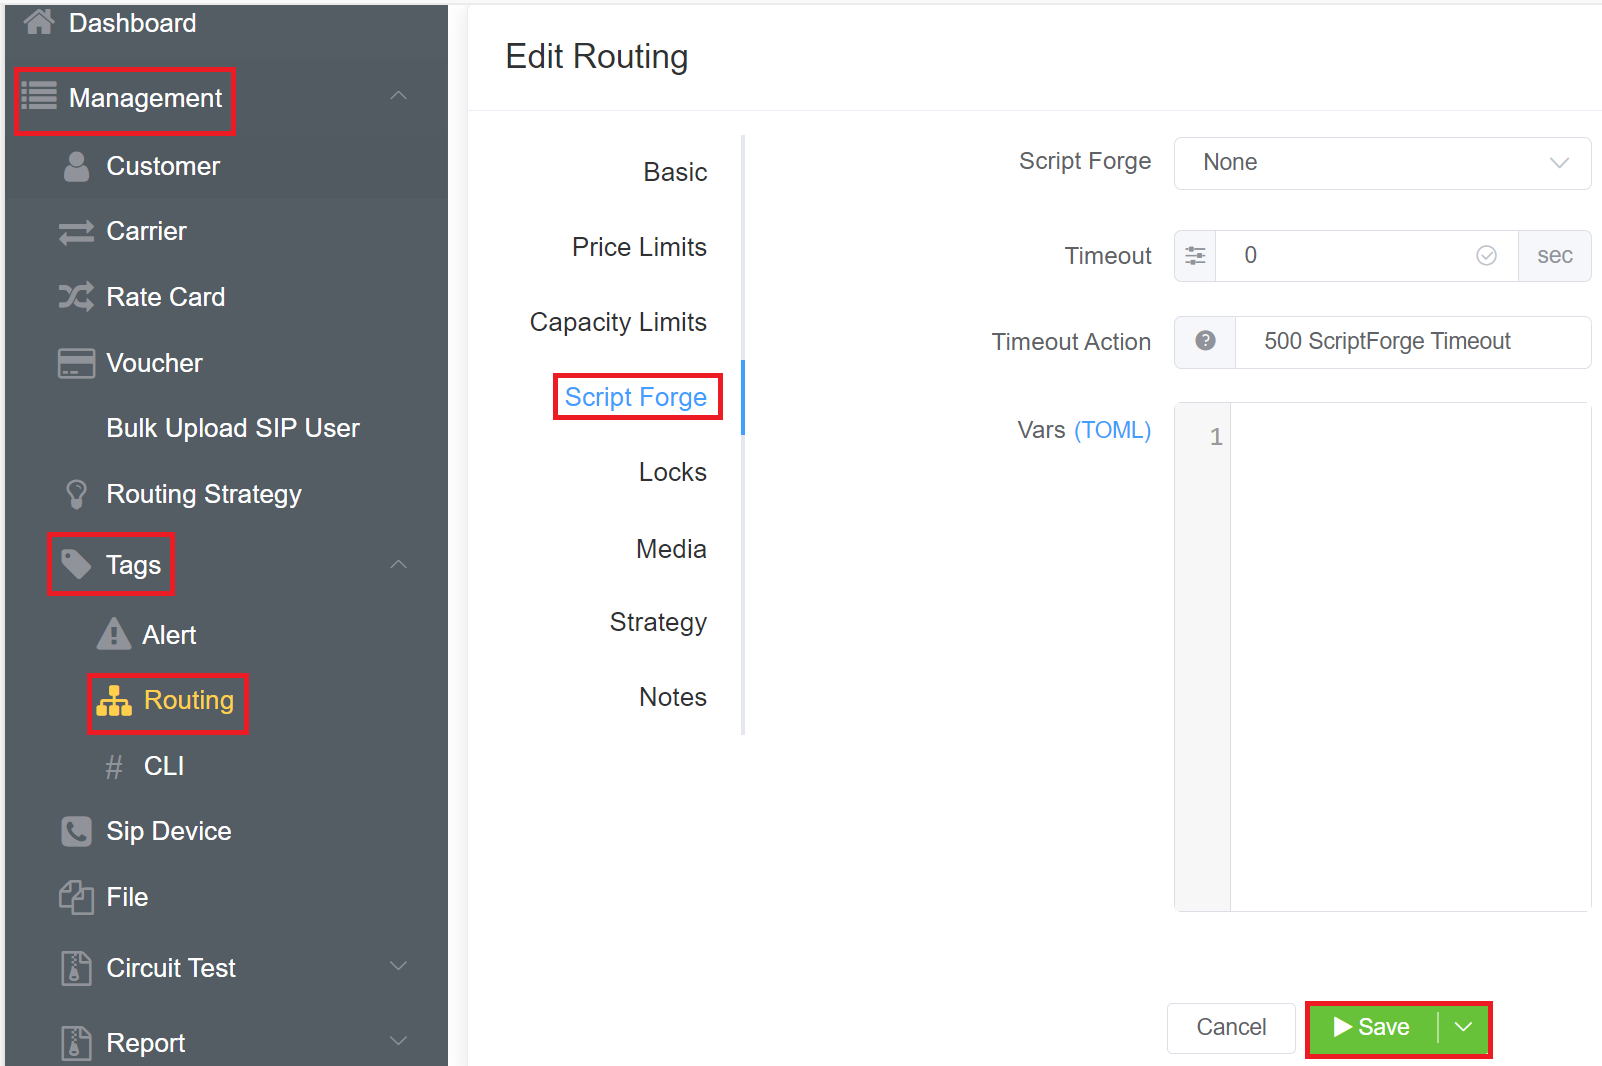 Dashboard
Management
Customer
Carrier
Rate Card
Voucher
Bulk Upload SIP User
Routing Strategy
Tags
Alert
Routing
# CLI
Sip Device
File
Circuit Test
Report
Edit Routing
Basic
Price Limits
Capacity Limits
Script Forge
Locks
Media
Strategy
Notes
Script Forge None
Timeout 0 sec
Timeout Action ? 500 ScriptForge Timeout
Vars (TOML) 1
Cancel Save